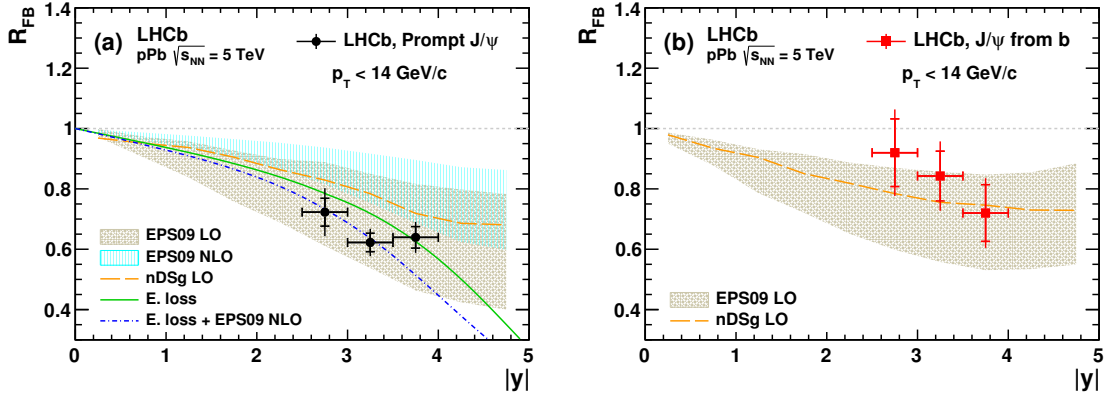 R_FB
1.4
1.2
1
0.8
0.6
0.4
(a)
LHCb
pPb √s_NN = 5 TeV
LHCb, Prompt J/ψ
p_T < 14 GeV/c
EPS09 LO
EPS09 NLO
nDSg LO
E. loss
E. loss + EPS09 NLO
0 1 2 3 4 5
|y|
R_FB
1.4
1.2
1
0.8
0.6
0.4
(b)
LHCb
pPb √s_NN = 5 TeV
LHCb, J/ψ from b
p_T < 14 GeV/c
EPS09 LO
nDSg LO
0 1 2 3 4 5
|y|